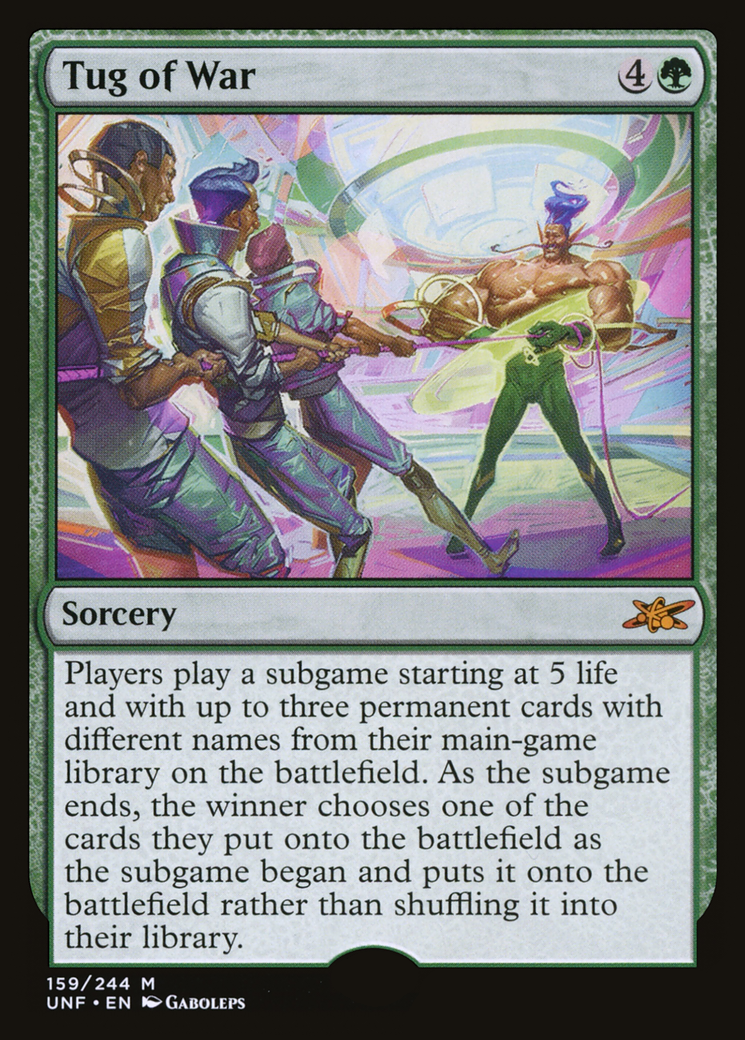 Tug of War 4
Sorcery
Players play a subgame starting at 5 life
and with up to three permanent cards with
different names from their main-game
library on the battlefield. As the subgame
ends, the winner chooses one of the
cards they put onto the battlefield as
the subgame began and puts it onto the
battlefield rather than shuffling it into
their library.
159/244 M
UNF • EN Gaboleps